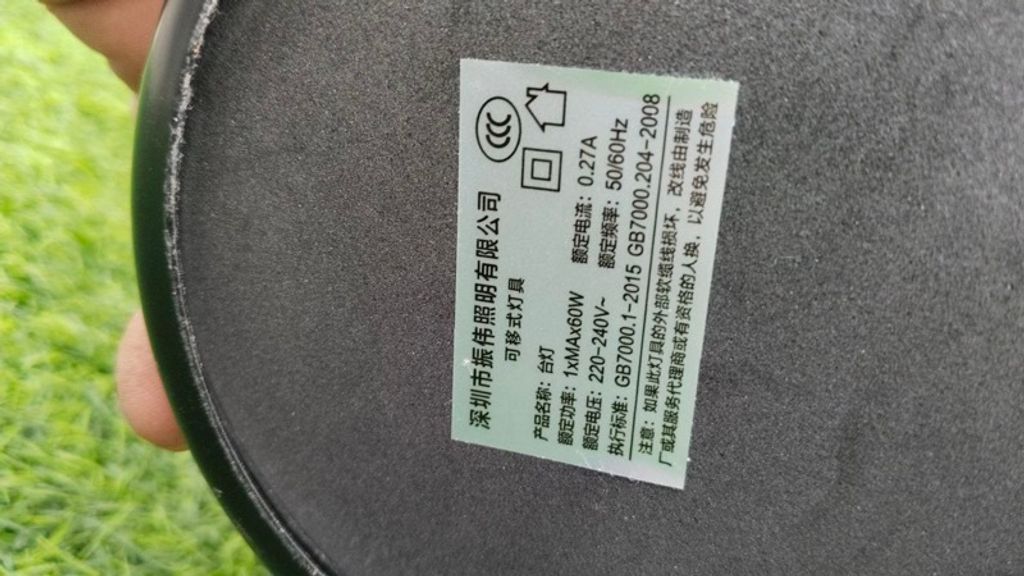 深圳市振伟照明有限公司
可移式灯具
CCC
产品名称：台灯
额定功率：1xMAx60W 额定电流：0.27A
额定电压：220-240V~ 额定频率：50/60Hz
执行标准：GB7000.1-2015 GB7000.204-2008
注意：如果此灯具的外部软缆线损坏，改线由制造
厂或其服务代理商或有资格的人换，以避免发生危险